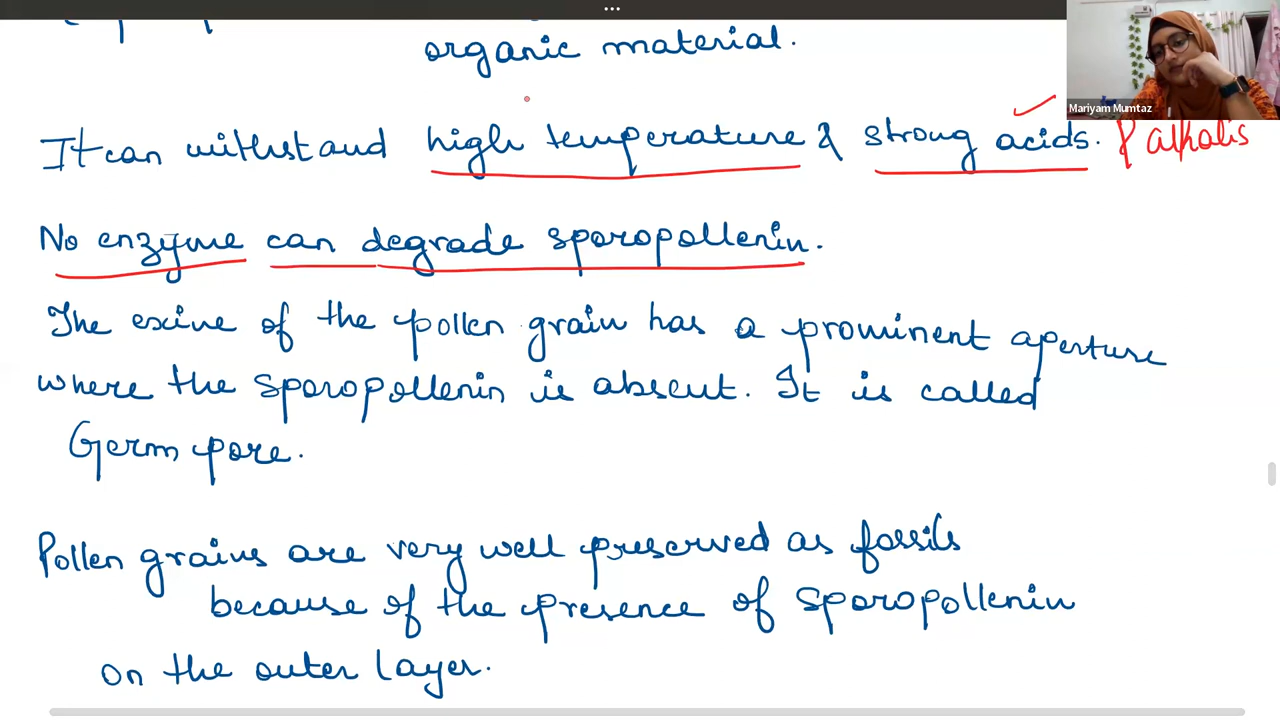 organic material.
Mariyam Mumtaz
It can withstand high temperature & strong acids. & alkalis
No enzyme can degrade sporopollenin.
The exine of the pollen grain has a prominent aperture
where the sporopollenin is absent. It is called
Germ pore.
Pollen grains are very well preserved as fossils
because of the presence of sporopollenin
on the outer layer.